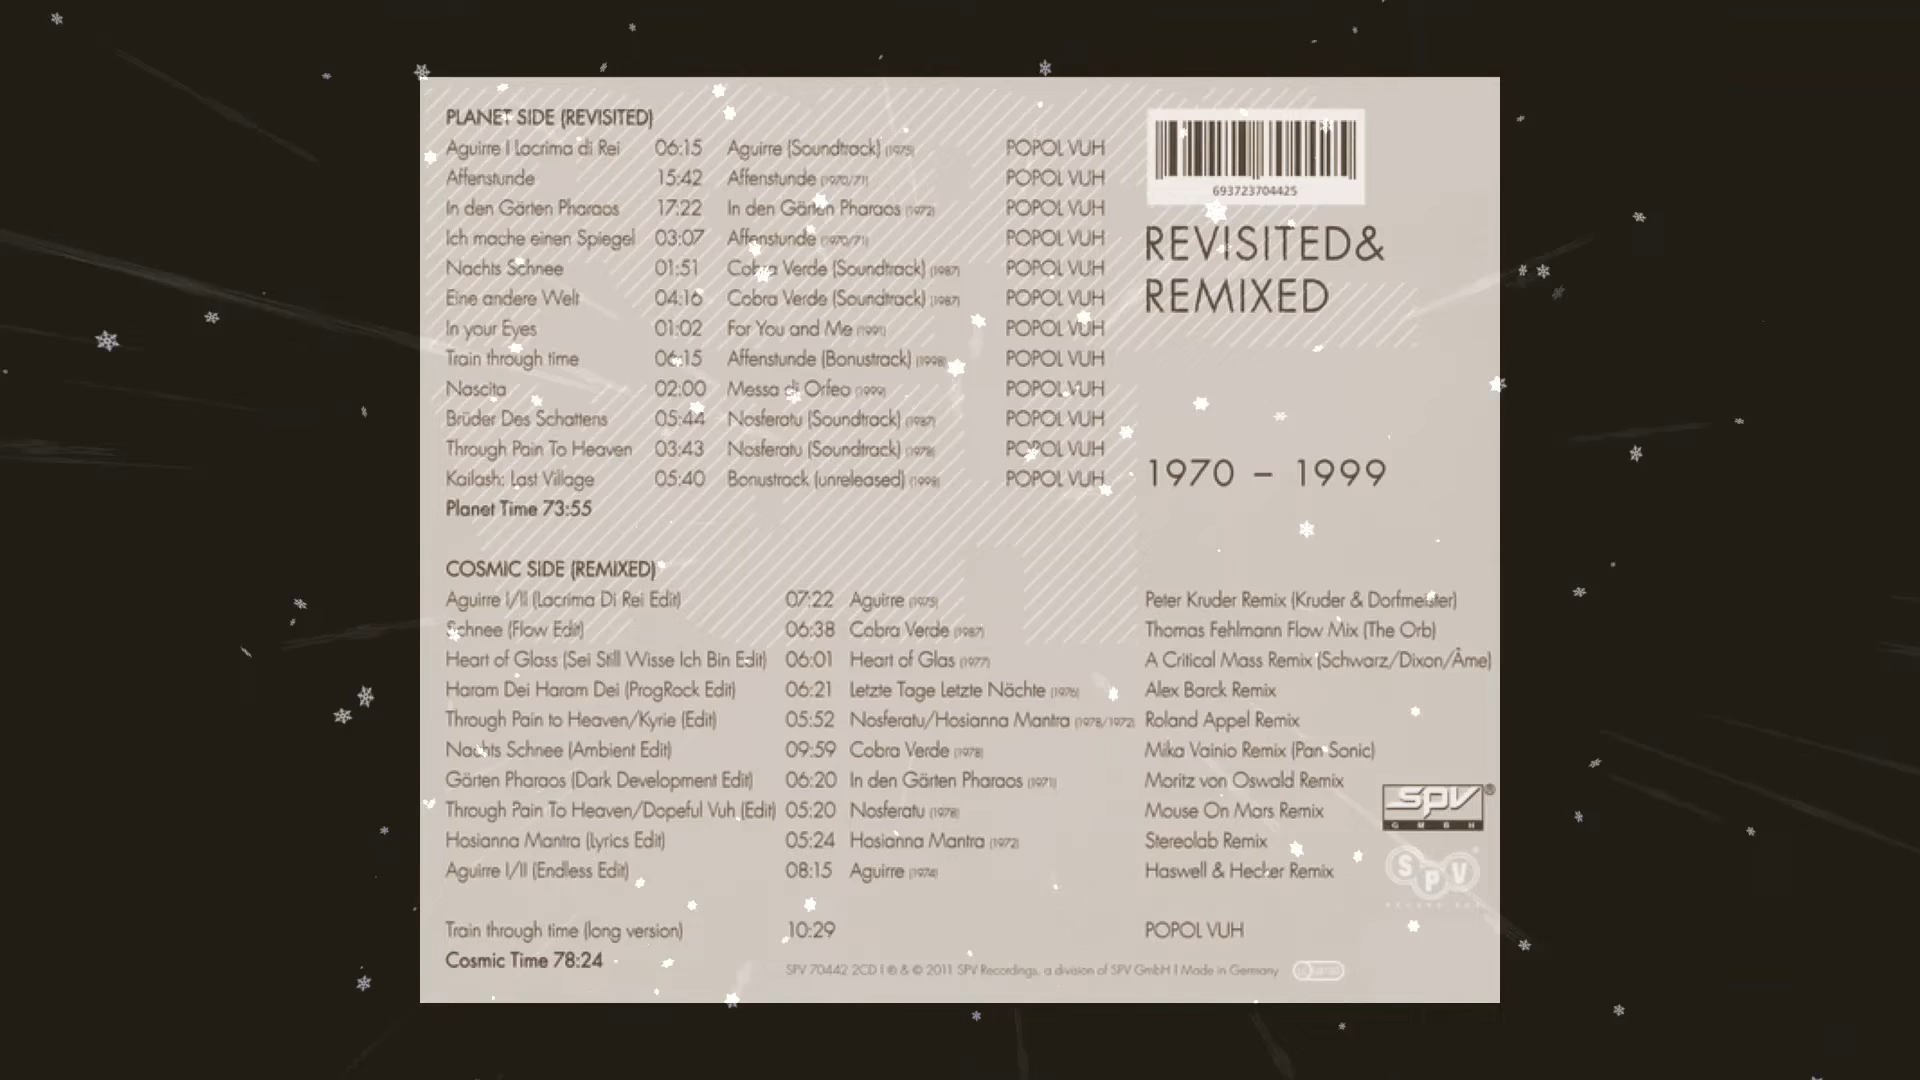 PLANET SIDE (REVISITED)
Aguirre I Lacrima di Rei 06:15 Aguirre (Soundtrack) (1975) POPOL VUH
Affenstunde 15:42 Affenstunde (1970/71) POPOL VUH
In den Gärten Pharaos 17:22 In den Gärten Pharaos (1972) POPOL VUH
Ich mache einen Spiegel 03:07 Affenstunde (1970/71) POPOL VUH
Nachts Schnee 01:51 Cobra Verde (Soundtrack) (1987) POPOL VUH
Eine andere Welt 04:16 Cobra Verde (Soundtrack) (1987) POPOL VUH
In your Eyes 01:02 For You and Me (1991) POPOL VUH
Train through time 06:15 Affenstunde (Bonustrack) (1998) POPOL VUH
Nascita 02:00 Messa di Orfeo (1999) POPOL VUH
Brüder Des Schattens 05:44 Nosferatu (Soundtrack) (1987) POPOL VUH
Through Pain To Heaven 03:43 Nosferatu (Soundtrack) (1978) POPOL VUH
Kailash: Last Village 05:40 Bonustrack (unreleased) (1998) POPOL VUH
Planet Time 73:55
693723704425
REVISITED&
REMIXED
1970 – 1999
COSMIC SIDE (REMIXED)
Aguirre I/II (Lacrima Di Rei Edit) 07:22 Aguirre (1975) Peter Kruder Remix (Kruder & Dorfmeister)
Schnee (Flow Edit) 06:38 Cobra Verde (1987) Thomas Fehlmann Flow Mix (The Orb)
Heart of Glass (Sei Still Wisse Ich Bin Edit) 06:01 Heart of Glas (1977) A Critical Mass Remix (Schwarz/Dixon/Âme)
Haram Dei Haram Dei (ProgRock Edit) 06:21 Letzte Tage Letzte Nächte (1976) Alex Barck Remix
Through Pain to Heaven/Kyrie (Edit) 05:52 Nosferatu/Hosianna Mantra (1978/1972) Roland Appel Remix
Nachts Schnee (Ambient Edit) 09:59 Cobra Verde (1978) Mika Vainio Remix (Pan Sonic)
Gärten Pharaos (Dark Development Edit) 06:20 In den Gärten Pharaos (1971) Moritz von Oswald Remix
Through Pain To Heaven/Dopeful Vuh (Edit) 05:20 Nosferatu (1978) Mouse On Mars Remix
Hosianna Mantra (Lyrics Edit) 05:24 Hosianna Mantra (1972) Stereolab Remix
Aguirre I/II (Endless Edit) 08:15 Aguirre (1974) Haswell & Hecker Remix
Train through time (long version) 10:29 POPOL VUH
Cosmic Time 78:24
SPV 70442 2CD I ℗ & © 2011 SPV Recordings, a division of SPV GmbH I Made in Germany
spv®
GMBH
SPV